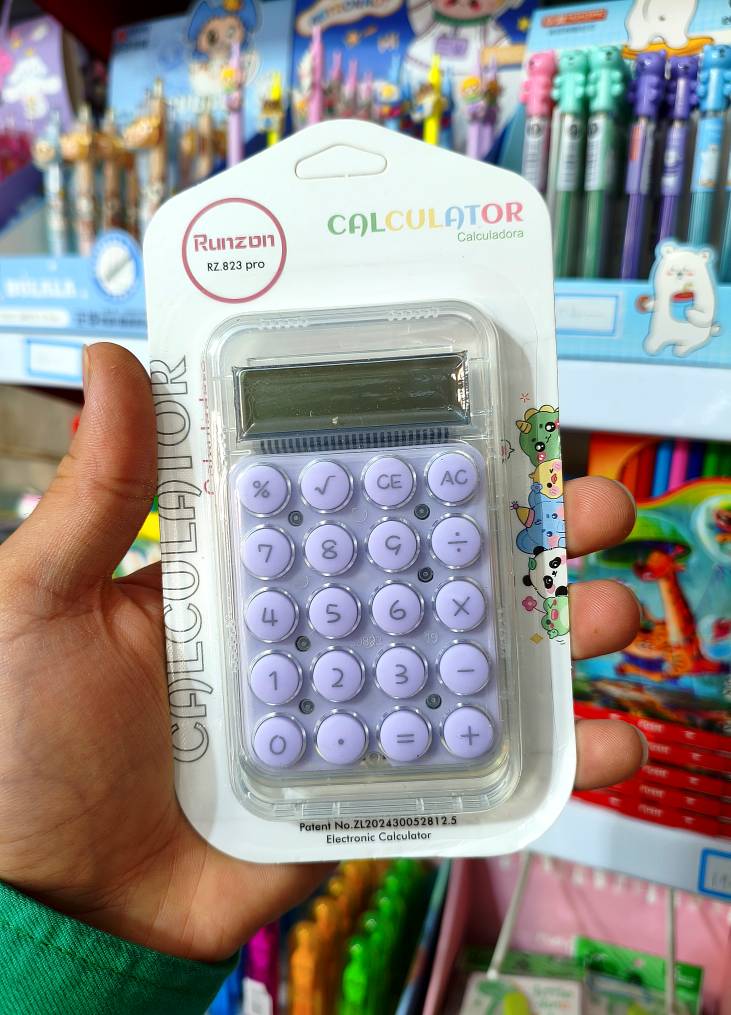 Runzon
RZ.823 pro
CALCULATOR
Calculadora
CALCULATOR
% √ CE AC
7 8 9 ÷
4 5 6 X
1 2 3 −
0 . = +
Patent No.ZL202430052812.5
Electronic Calculator